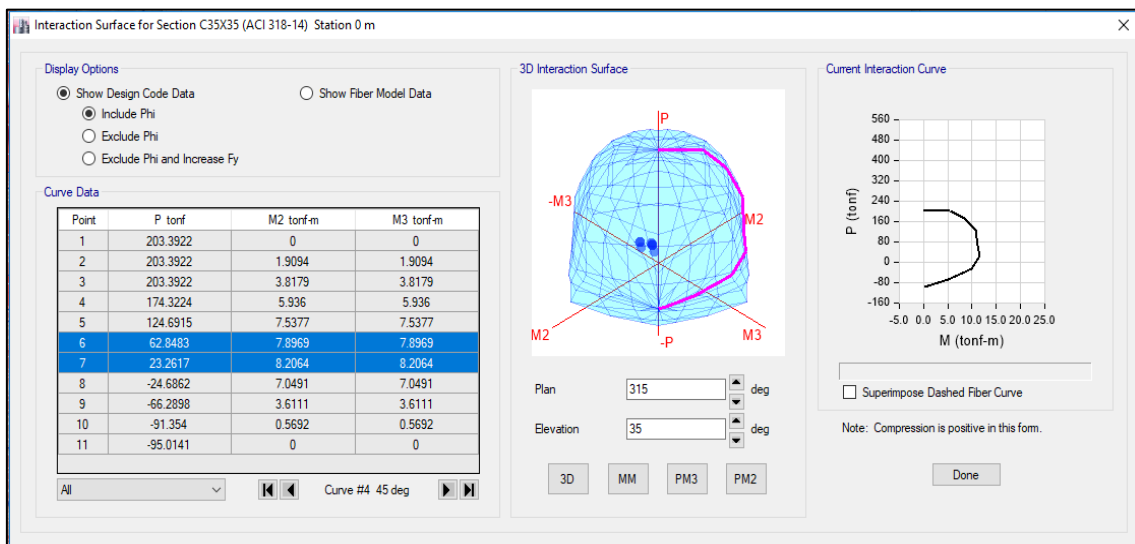 Interaction Surface for Section C35X35 (ACI 318-14) Station 0 m
Display Options
Show Design Code Data
Show Fiber Model Data
Include Phi
Exclude Phi
Exclude Phi and Increase Fy
Curve Data
Point P tonf M2 tonf-m M3 tonf-m
1 203.3922 0 0
2 203.3922 1.9094 1.9094
3 203.3922 3.8179 3.8179
4 174.3224 5.936 5.936
5 124.6915 7.5377 7.5377
6 62.8483 7.8969 7.8969
7 23.2617 8.2064 8.2064
8 -24.6862 7.0491 7.0491
9 -66.2898 3.6111 3.6111
10 -91.354 0.5692 0.5692
11 -95.0141 0 0
All
Curve #4 45 deg
3D Interaction Surface
P
-M3
M2
M2
-P
M3
Plan 315 deg
Elevation 35 deg
3D MM PM3 PM2
Current Interaction Curve
560
480
400
320
240
160
80
0
-80
-160
P (tonf)
-5.0 0.0 5.0 10.0 15.0 20.0 25.0
M (tonf-m)
Superimpose Dashed Fiber Curve
Note: Compression is positive in this form.
Done